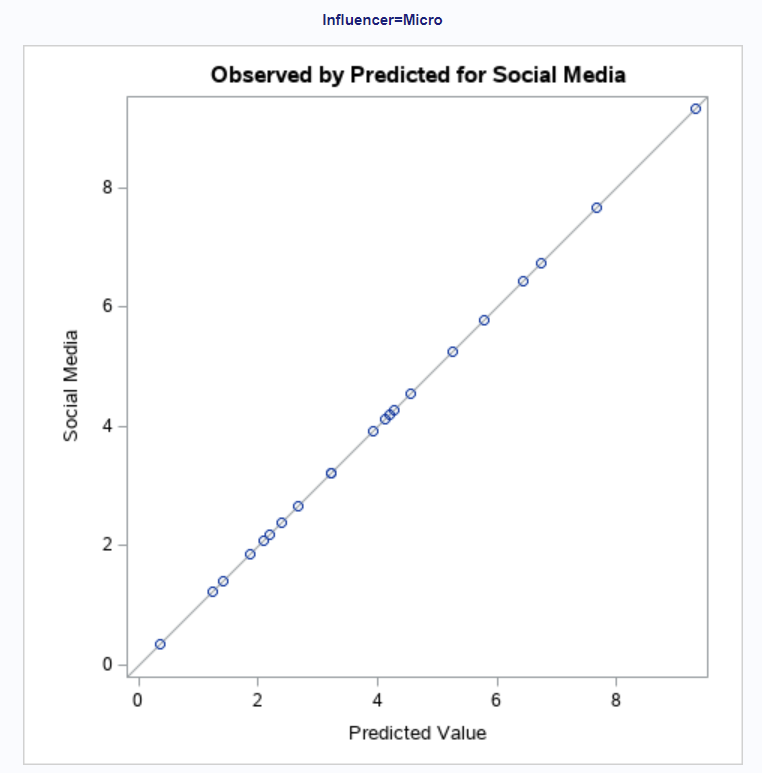 Influencer=Micro
Observed by Predicted for Social Media
8
6
4
2
0
Social Media
0 2 4 6 8
Predicted Value